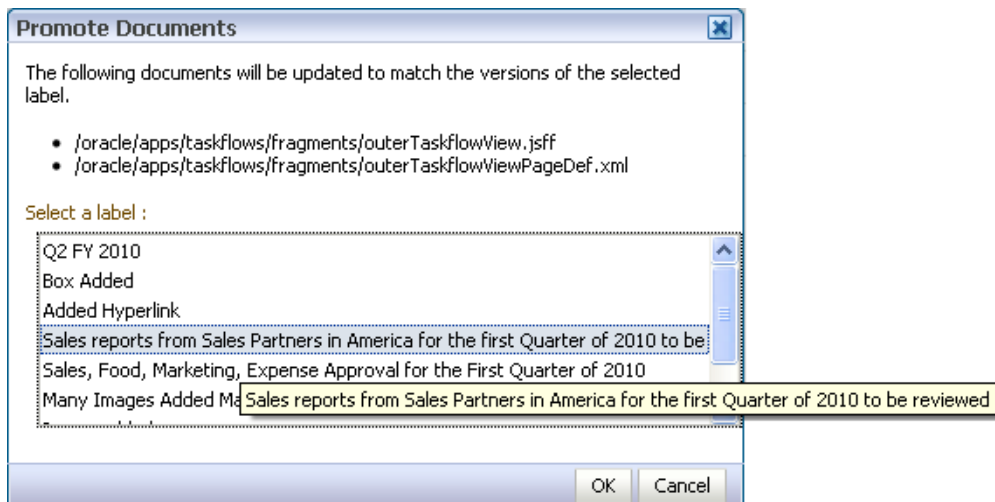 Promote Documents
The following documents will be updated to match the versions of the selected
label.
• /oracle/apps/taskflows/fragments/outerTaskflowView.jsff
• /oracle/apps/taskflows/fragments/outerTaskflowViewPageDef.xml
Select a label :
Q2 FY 2010
Box Added
Added Hyperlink
Sales reports from Sales Partners in America for the first Quarter of 2010 to be
Sales, Food, Marketing, Expense Approval for the First Quarter of 2010
Many Images Added
Sales reports from Sales Partners in America for the first Quarter of 2010 to be reviewed
OK Cancel